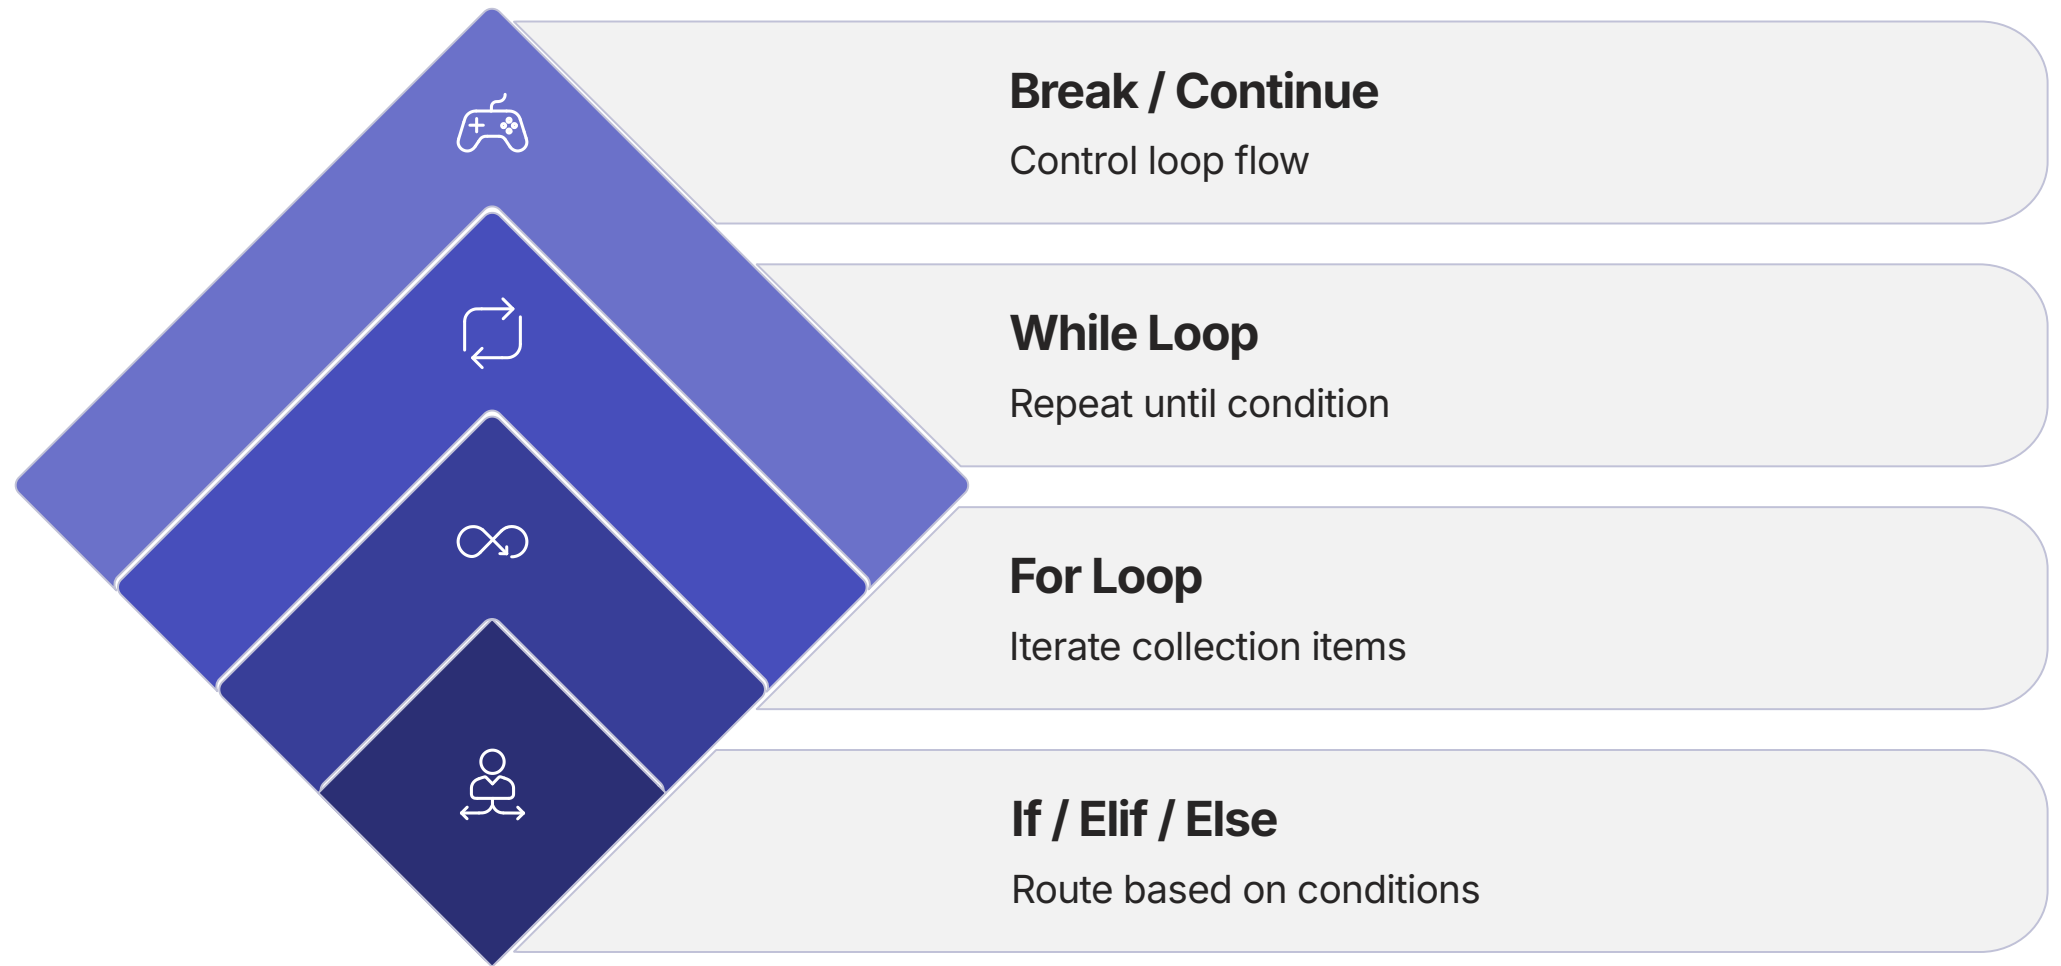 Break / Continue
Control loop flow
While Loop
Repeat until condition
For Loop
Iterate collection items
If / Elif / Else
Route based on conditions